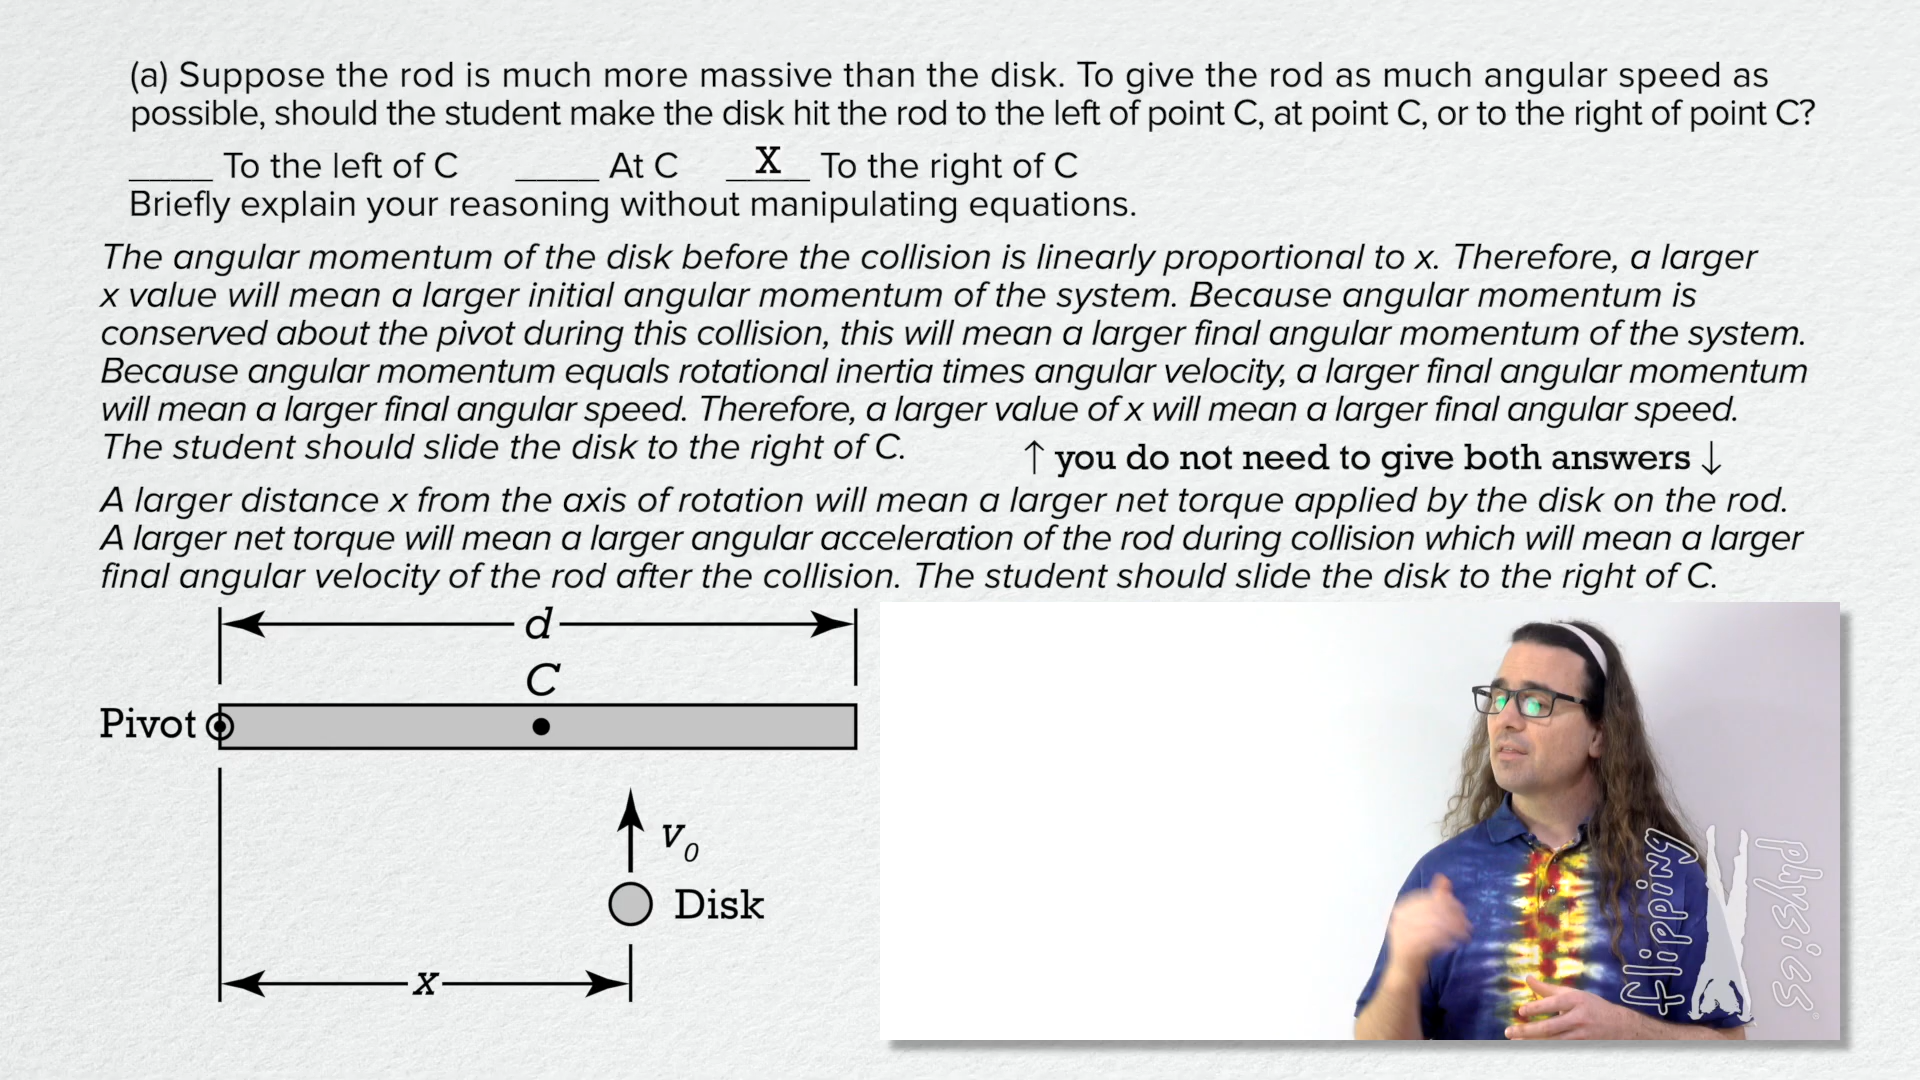 (a) Suppose the rod is much more massive than the disk. To give the rod as much angular speed as
possible, should the student make the disk hit the rod to the left of point C, at point C, or to the right of point C?
____ To the left of C ____ At C __X__ To the right of C
Briefly explain your reasoning without manipulating equations.
The angular momentum of the disk before the collision is linearly proportional to x. Therefore, a larger
x value will mean a larger initial angular momentum of the system. Because angular momentum is
conserved about the pivot during this collision, this will mean a larger final angular momentum of the system.
Because angular momentum equals rotational inertia times angular velocity, a larger final angular momentum
will mean a larger final angular speed. Therefore, a larger value of x will mean a larger final angular speed.
The student should slide the disk to the right of C.
↑ you do not need to give both answers ↓
A larger distance x from the axis of rotation will mean a larger net torque applied by the disk on the rod.
A larger net torque will mean a larger angular acceleration of the rod during collision which will mean a larger
final angular velocity of the rod after the collision. The student should slide the disk to the right of C.
d
C
Pivot
v0
Disk
x
flipping
physics